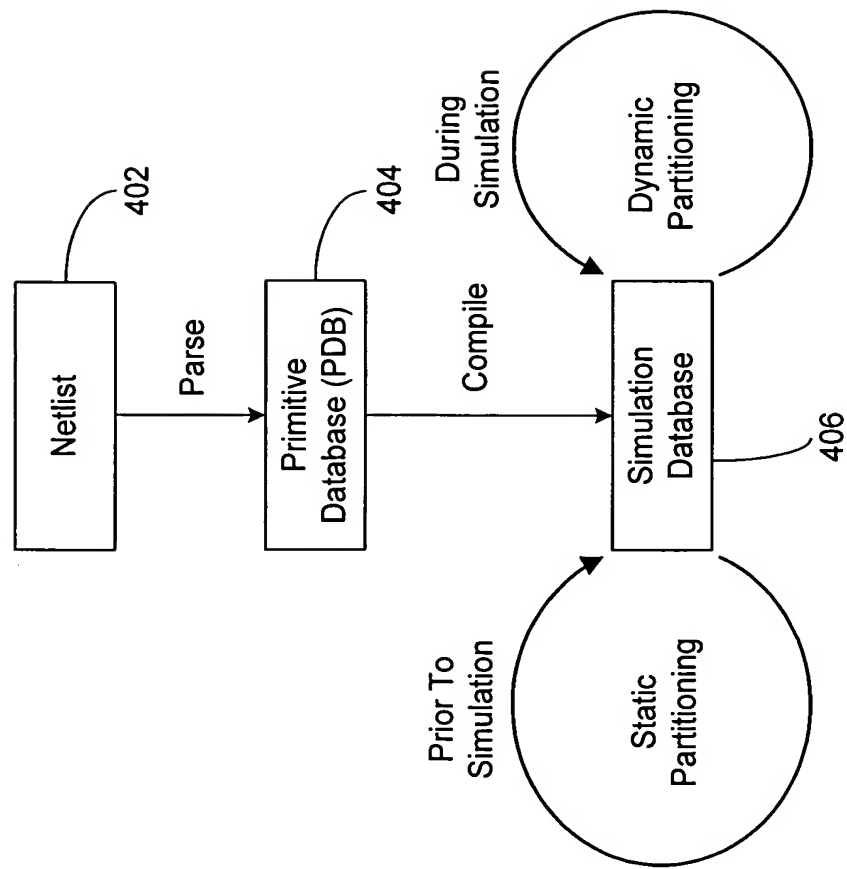 Netlist
402
Parse
Primitive
Database (PDB)
404
Compile
Prior To
Simulation
Static
Partitioning
Simulation
Database
406
During
Simulation
Dynamic
Partitioning